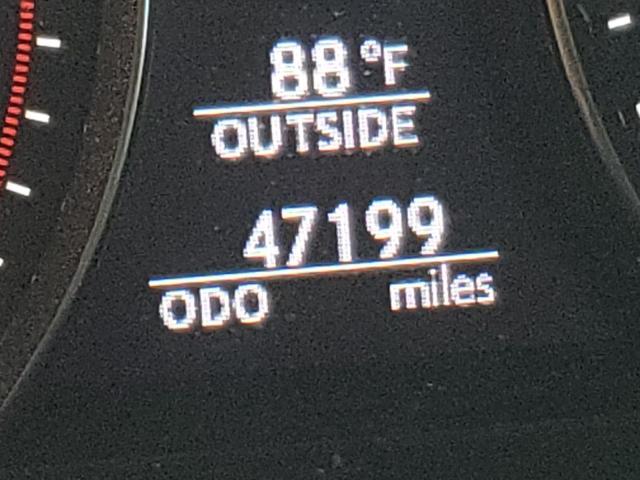 88 °F
OUTSIDE
47199
ODO miles